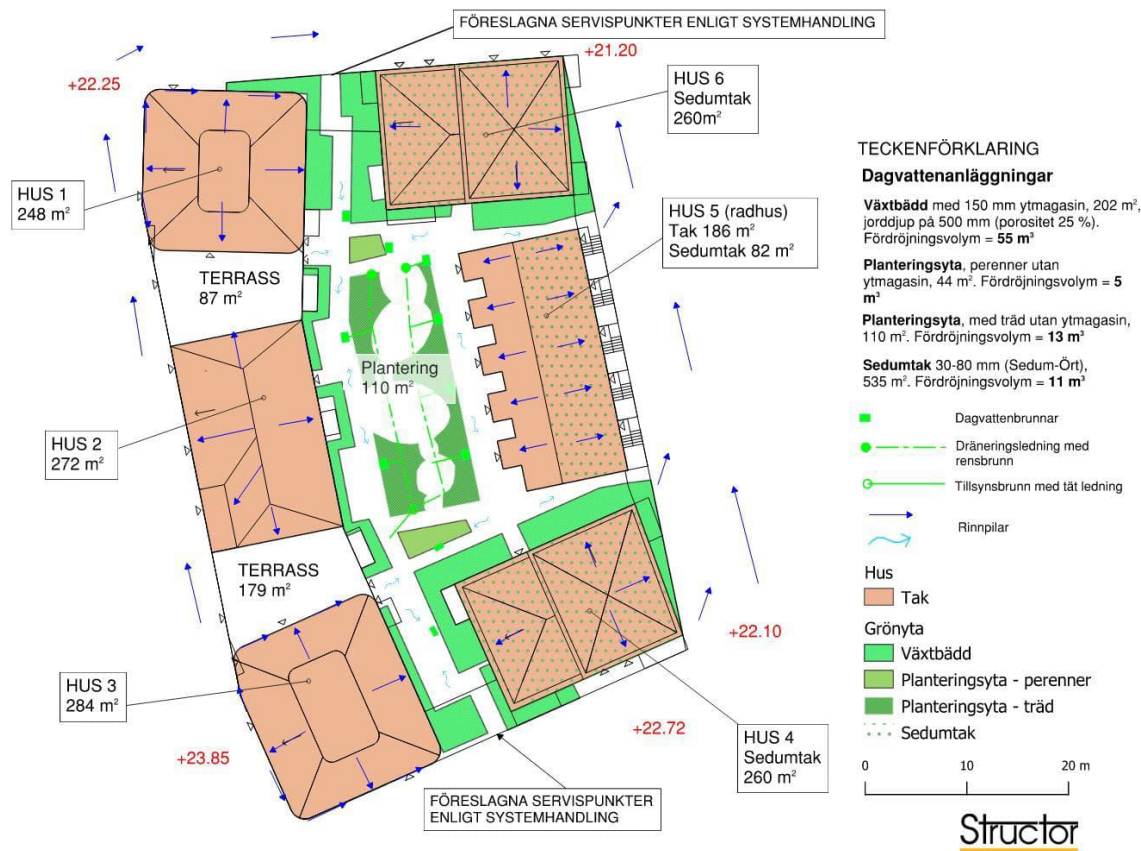 FÖRESLAGNA SERVISPUNKTER ENLIGT SYSTEMHANDLING
+22.25
+21.20
HUS 6
Sedumtak
260m²
HUS 1
248 m²
HUS 5 (radhus)
Tak 186 m²
Sedumtak 82 m²
TERRASS
87 m²
Plantering
110 m²
HUS 2
272 m²
TERRASS
179 m²
HUS 3
284 m²
+23.85
+22.10
+22.72
HUS 4
Sedumtak
260 m²
FÖRESLAGNA SERVISPUNKTER
ENLIGT SYSTEMHANDLING
TECKENFÖRKLARING
Dagvattenanläggningar
Växtbädd med 150 mm ytmagasin, 202 m²,
jorddjup på 500 mm (porositet 25 %).
Fördröjningsvolym = 55 m³
Planteringsyta, perenner utan
ytmagasin, 44 m². Fördröjningsvolym = 5
m³
Planteringsyta, med träd utan ytmagasin,
110 m². Fördröjningsvolym = 13 m³
Sedumtak 30-80 mm (Sedum-Ört),
535 m². Fördröjningsvolym = 11 m³
Dagvattenbrunnar
Dräneringsledning med
rensbrunn
Tillsynsbrunn med tät ledning
Rinnpilar
Hus
Tak
Grönyta
Växtbädd
Planteringsyta - perenner
Planteringsyta - träd
Sedumtak
0 10 20 m
Structor